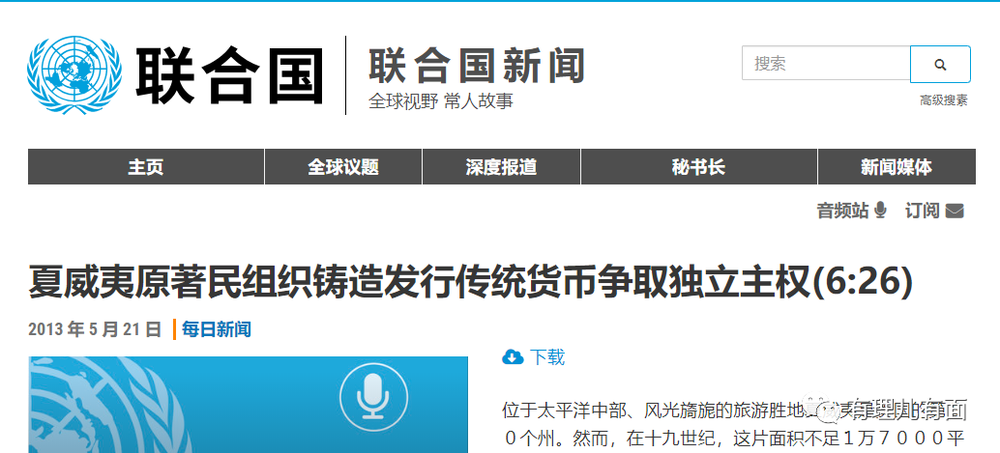 联合国
联合国新闻
全球视野 常人故事
搜索
高级搜素
主页
全球议题
深度报道
秘书长
新闻媒体
音频站
订阅
夏威夷原著民组织铸造发行传统货币争取独立主权(6:26)
2013 年 5 月 21 日
每日新闻
下载
位于太平洋中部、风光旖旎的旅游胜地
有理儿有面
０个州。然而，在十九世纪，这片面积不足１万７０００平